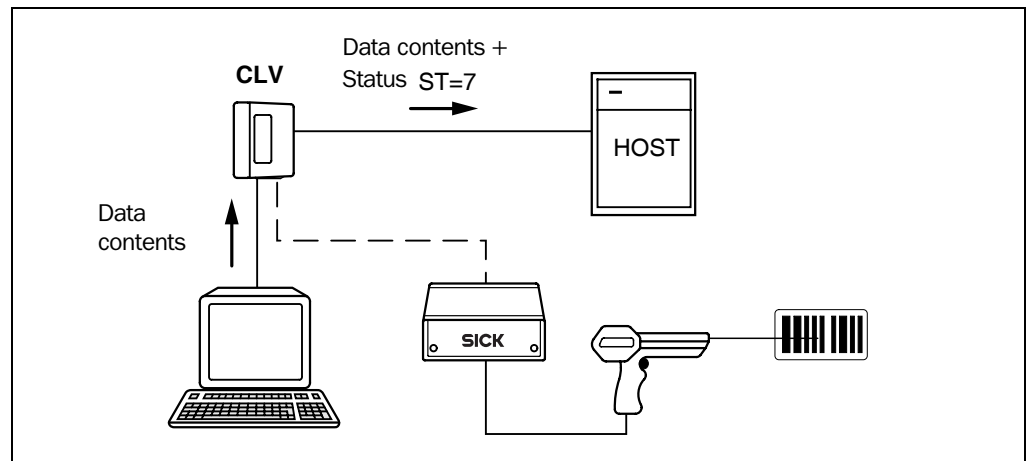 Data contents +
Status ST=7
CLV
HOST
Data
contents
SICK